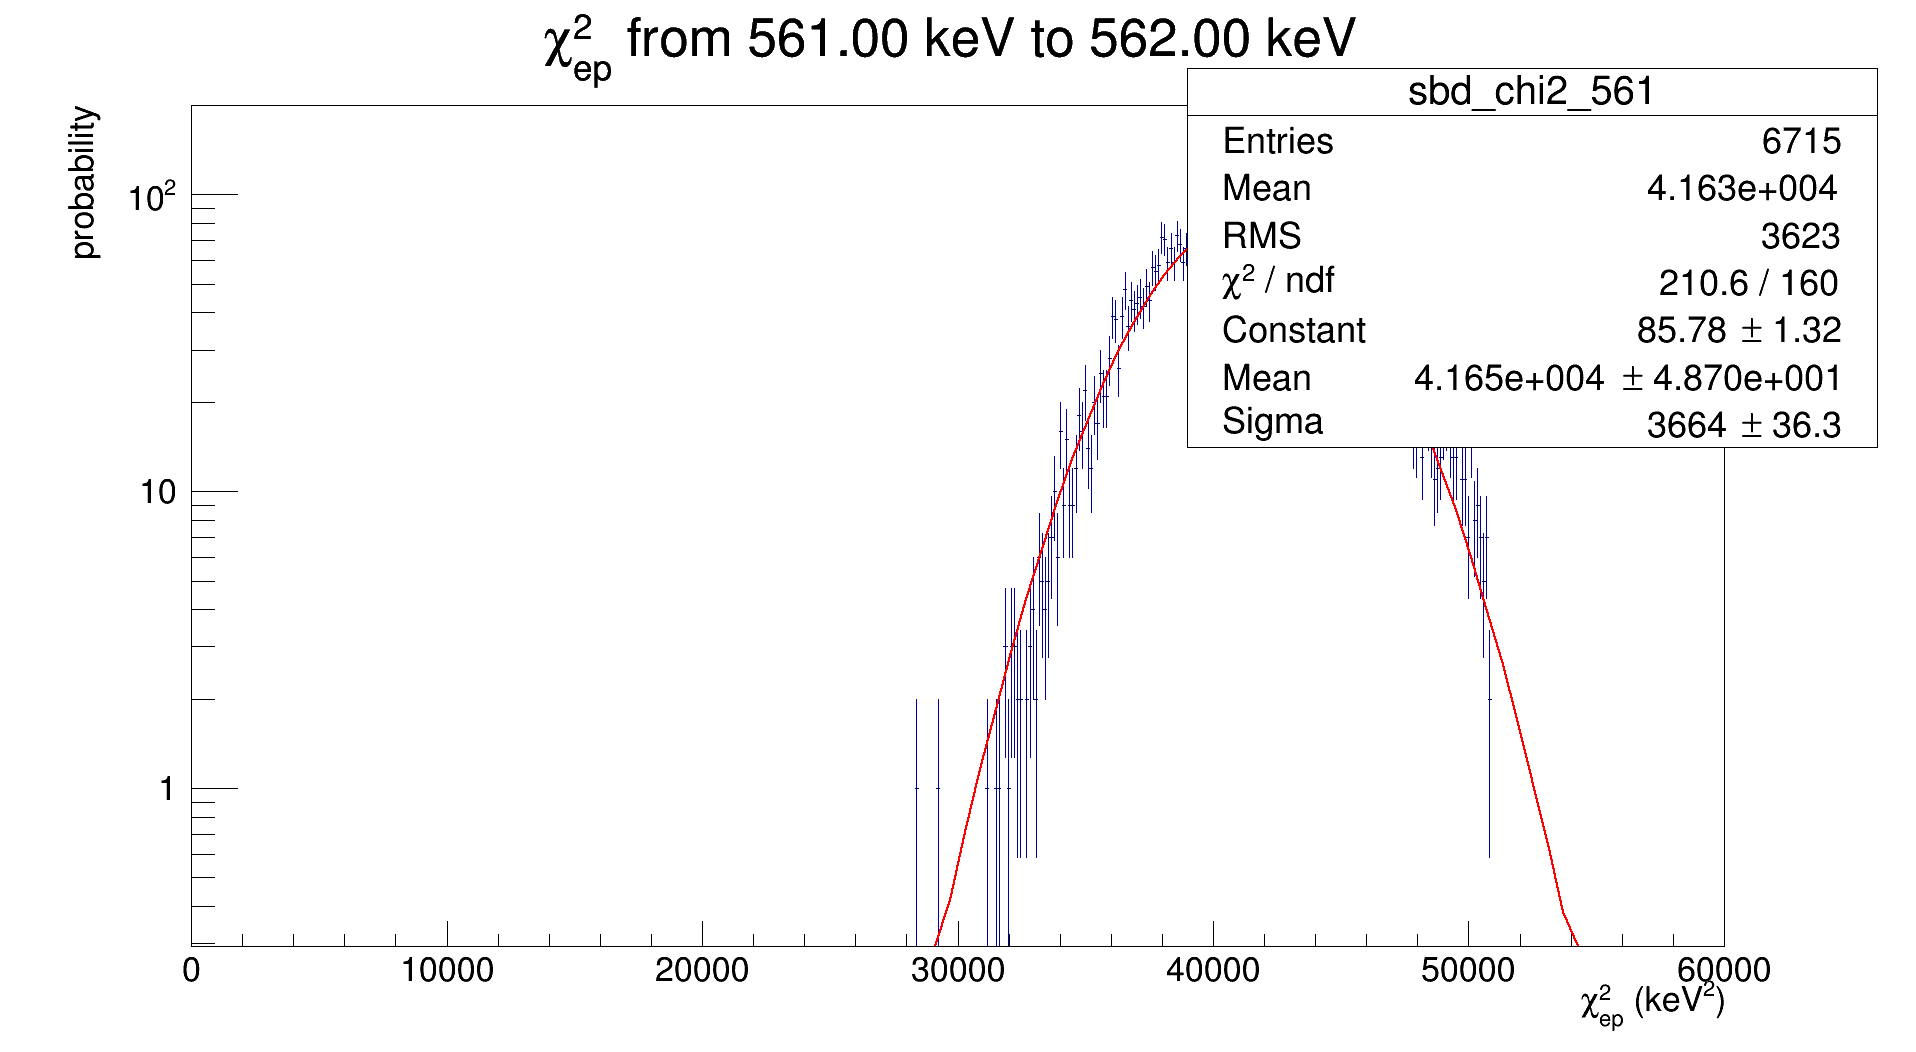 χ²ep from 561.00 keV to 562.00 keV
sbd_chi2_561
Entries 6715
Mean 4.163e+004
RMS 3623
χ² / ndf 210.6 / 160
Constant 85.78 ± 1.32
Mean 4.165e+004 ± 4.870e+001
Sigma 3664 ± 36.3
probability
10²
10
1
0 10000 20000 30000 40000 50000 60000
χ²ep (keV²)